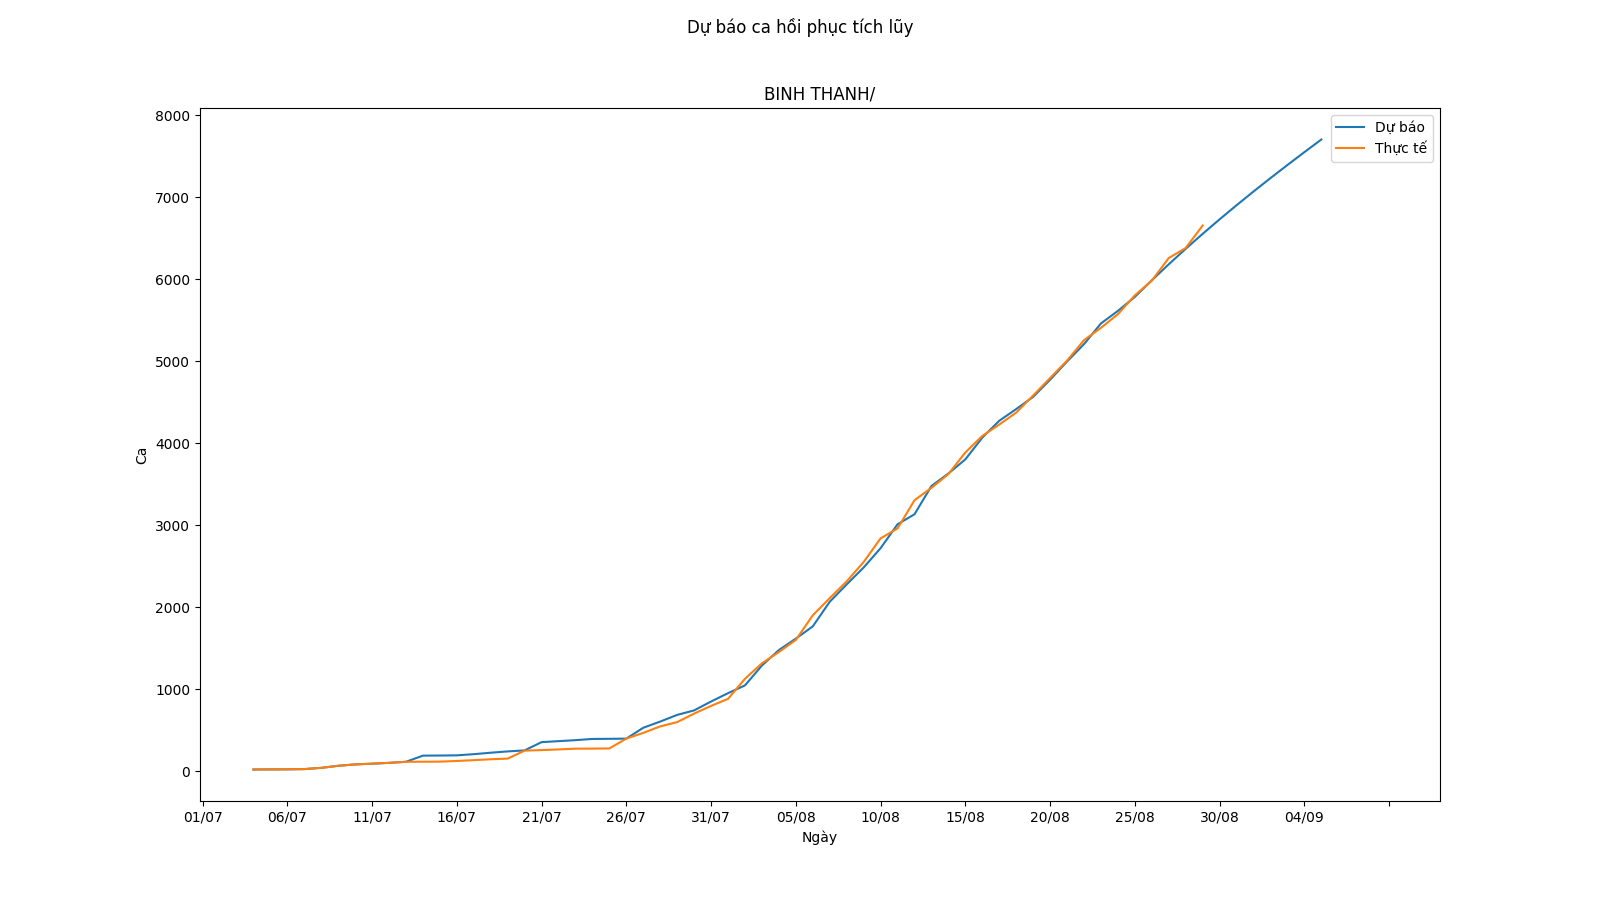 Dự báo ca hồi phục tích lũy
BINH THANH/
8000
7000
6000
5000
4000
3000
2000
1000
0
Ca
Dự báo
Thực tế
01/07 06/07 11/07 16/07 21/07 26/07 31/07 05/08 10/08 15/08 20/08 25/08 30/08 04/09
Ngày